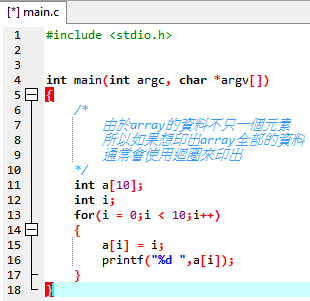 [*] main.c
1 #include <stdio.h>
2
3
4 int main(int argc, char *argv[])
5 {
6 /*
7 由於array的資料不只一個元素
8 所以如果想印出array全部的資料
9 通常會使用迴圈來印出
10 */
11 int a[10];
12 int i;
13 for(i = 0;i < 10;i++)
14 {
15 a[i] = i;
16 printf("%d ",a[i]);
17 }
18 }